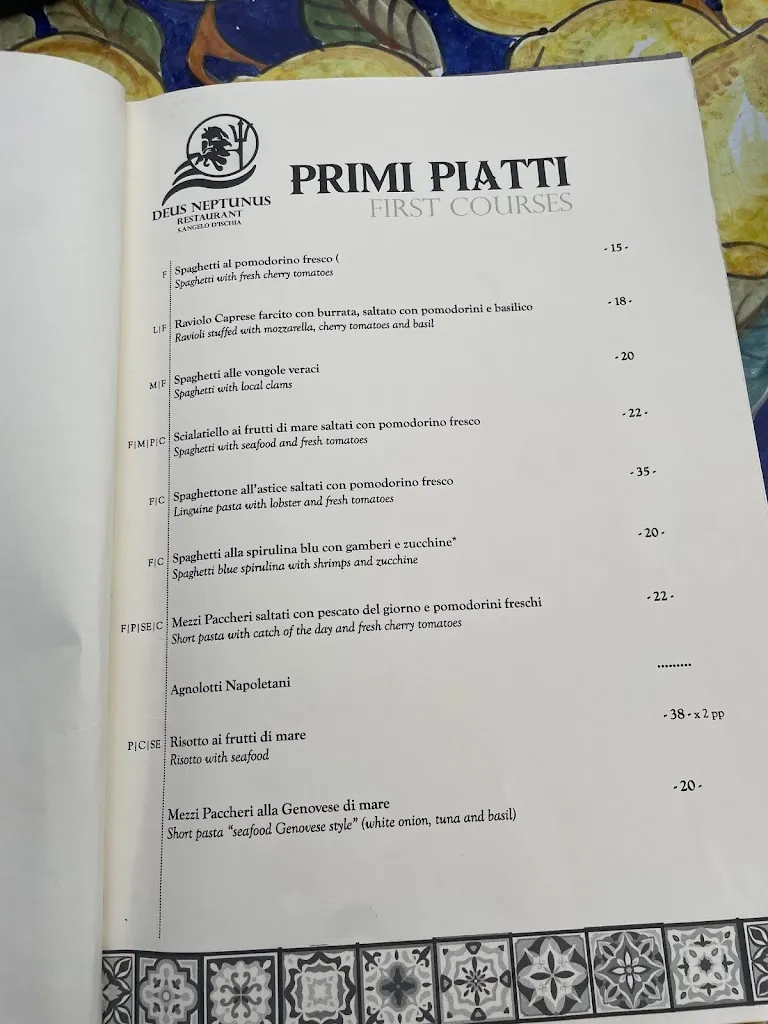 DEUS NEPTUNUS
RESTAURANT
S.ANGELO D'ISCHIA
PRIMI PIATTI
FIRST COURSES
F Spaghetti al pomodorino fresco ( - 15 -
Spaghetti with fresh cherry tomatoes
L|F Raviolo Caprese farcito con burrata, saltato con pomodorini e basilico - 18 -
Ravioli stuffed with mozzarella, cherry tomatoes and basil
M|F Spaghetti alle vongole veraci - 20
Spaghetti with local clams
F|M|P|C Scialatiello ai frutti di mare saltati con pomodorino fresco - 22 -
Spaghetti with seafood and fresh tomatoes
F|C Spaghettone all'astice saltati con pomodorino fresco - 35 -
Linguine pasta with lobster and fresh tomatoes
F|C Spaghetti alla spirulina blu con gamberi e zucchine* - 20 -
Spaghetti blue spirulina with shrimps and zucchine
F|P|SE|C Mezzi Paccheri saltati con pescato del giorno e pomodorini freschi - 22 -
Short pasta with catch of the day and fresh cherry tomatoes
Agnolotti Napoletani .........
P|C|SE Risotto ai frutti di mare - 38 - x 2 pp
Risotto with seafood
Mezzi Paccheri alla Genovese di mare - 20 -
Short pasta "seafood Genovese style" (white onion, tuna and basil)